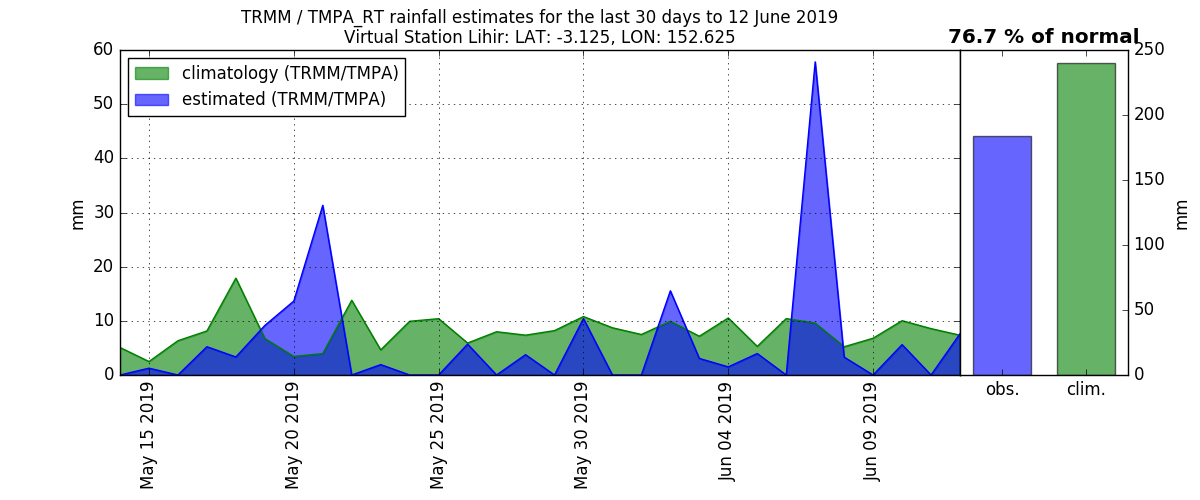 TRMM / TMPA_RT rainfall estimates for the last 30 days to 12 June 2019
Virtual Station Lihir: LAT: -3.125, LON: 152.625
76.7 % of normal
climatology (TRMM/TMPA)
estimated (TRMM/TMPA)
60
50
40
30
20
10
0
mm
May 15 2019
May 20 2019
May 25 2019
May 30 2019
Jun 04 2019
Jun 09 2019
250
200
150
100
50
0
mm
obs.
clim.